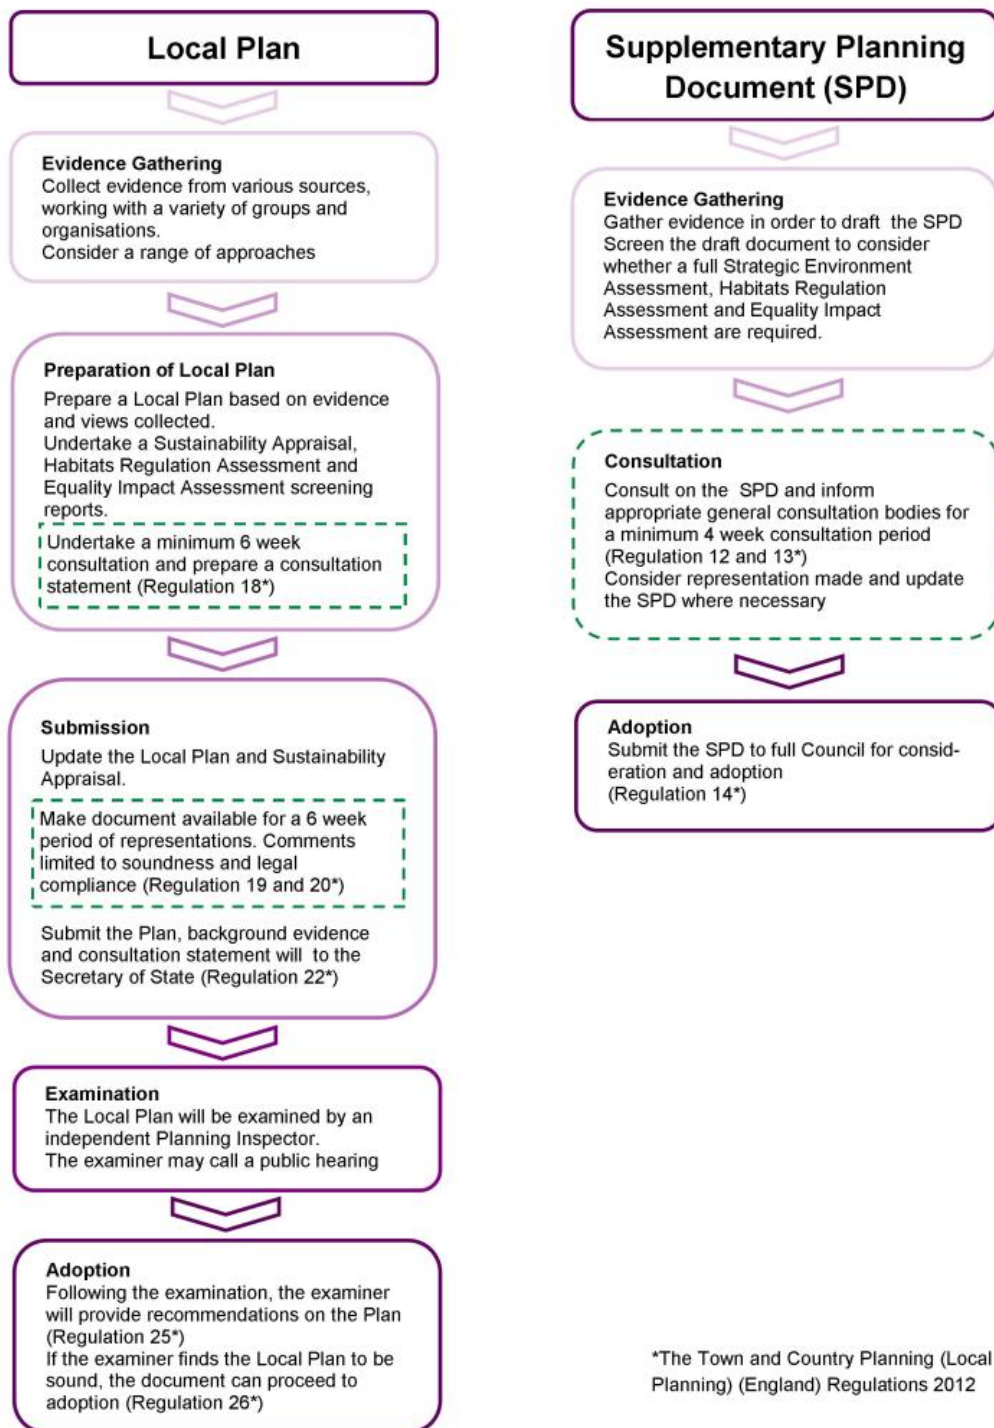 Local Plan
Evidence Gathering
Collect evidence from various sources,
working with a variety of groups and
organisations.
Consider a range of approaches
Preparation of Local Plan
Prepare a Local Plan based on evidence
and views collected.
Undertake a Sustainability Appraisal,
Habitats Regulation Assessment and
Equality Impact Assessment screening
reports.
Undertake a minimum 6 week
consultation and prepare a consultation
statement (Regulation 18*)
Submission
Update the Local Plan and Sustainability
Appraisal.
Make document available for a 6 week
period of representations. Comments
limited to soundness and legal
compliance (Regulation 19 and 20*)
Submit the Plan, background evidence
and consultation statement will  to the
Secretary of State (Regulation 22*)
Examination
The Local Plan will be examined by an
independent Planning Inspector.
The examiner may call a public hearing
Adoption
Following the examination, the examiner
will provide recommendations on the Plan
(Regulation 25*)
If the examiner finds the Local Plan to be
sound, the document can proceed to
adoption (Regulation 26*)
Supplementary Planning
Document (SPD)
Evidence Gathering
Gather evidence in order to draft  the SPD
Screen the draft document to consider
whether a full Strategic Environment
Assessment, Habitats Regulation
Assessment and Equality Impact
Assessment are required.
Consultation
Consult on the  SPD and inform
appropriate general consultation bodies for
a minimum 4 week consultation period
(Regulation 12 and 13*)
Consider representation made and update
the SPD where necessary
Adoption
Submit the SPD to full Council for consid-
eration and adoption
(Regulation 14*)
*The Town and Country Planning (Local
Planning) (England) Regulations 2012